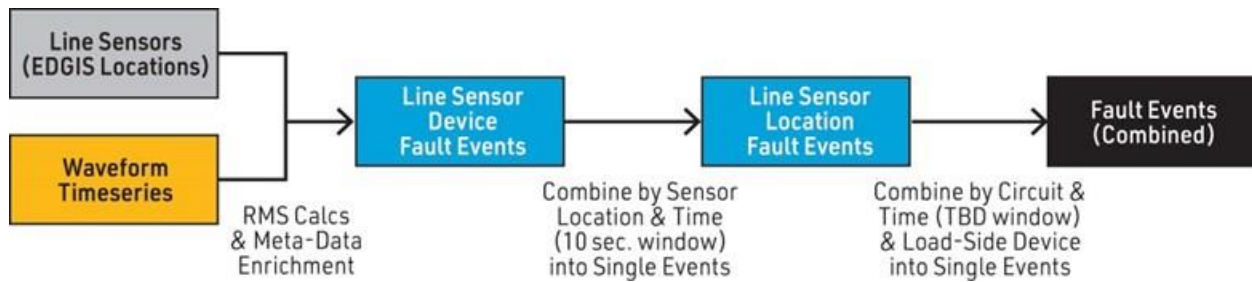 Line Sensors
(EDGIS Locations)
Waveform
Timeseries
RMS Calcs
& Meta-Data
Enrichment
Line Sensor
Device
Fault Events
Combine by Sensor
Location & Time
(10 sec. window)
into Single Events
Line Sensor
Location
Fault Events
Combine by Circuit &
Time (TBD window)
& Load-Side Device
into Single Events
Fault Events
(Combined)